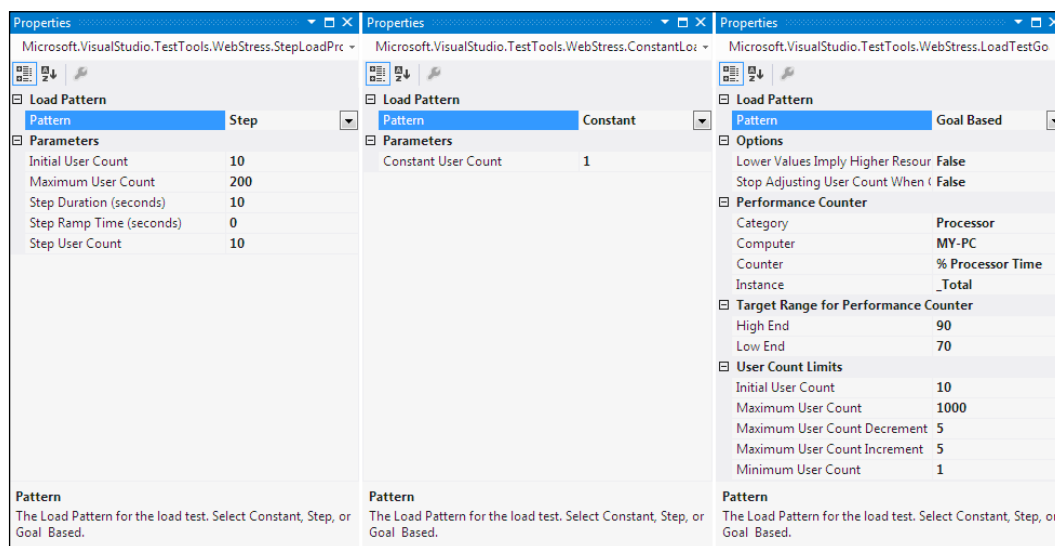 Properties
Microsoft.VisualStudio.TestTools.WebStress.StepLoadPrc
Load Pattern
Pattern Step
Parameters
Initial User Count 10
Maximum User Count 200
Step Duration (seconds) 10
Step Ramp Time (seconds) 0
Step User Count 10
Pattern
The Load Pattern for the load test. Select Constant, Step, or
Goal Based.
Properties
Microsoft.VisualStudio.TestTools.WebStress.ConstantLoa
Load Pattern
Pattern Constant
Parameters
Constant User Count 1
Pattern
The Load Pattern for the load test. Select Constant, Step, or
Goal Based.
Properties
Microsoft.VisualStudio.TestTools.WebStress.LoadTestGo
Load Pattern
Pattern Goal Based
Options
Lower Values Imply Higher Resour False
Stop Adjusting User Count When False
Performance Counter
Category Processor
Computer MY-PC
Counter % Processor Time
Instance _Total
Target Range for Performance Counter
High End 90
Low End 70
User Count Limits
Initial User Count 10
Maximum User Count 1000
Maximum User Count Decrement 5
Maximum User Count Increment 5
Minimum User Count 1
Pattern
The Load Pattern for the load test. Select Constant, Step, or
Goal Based.